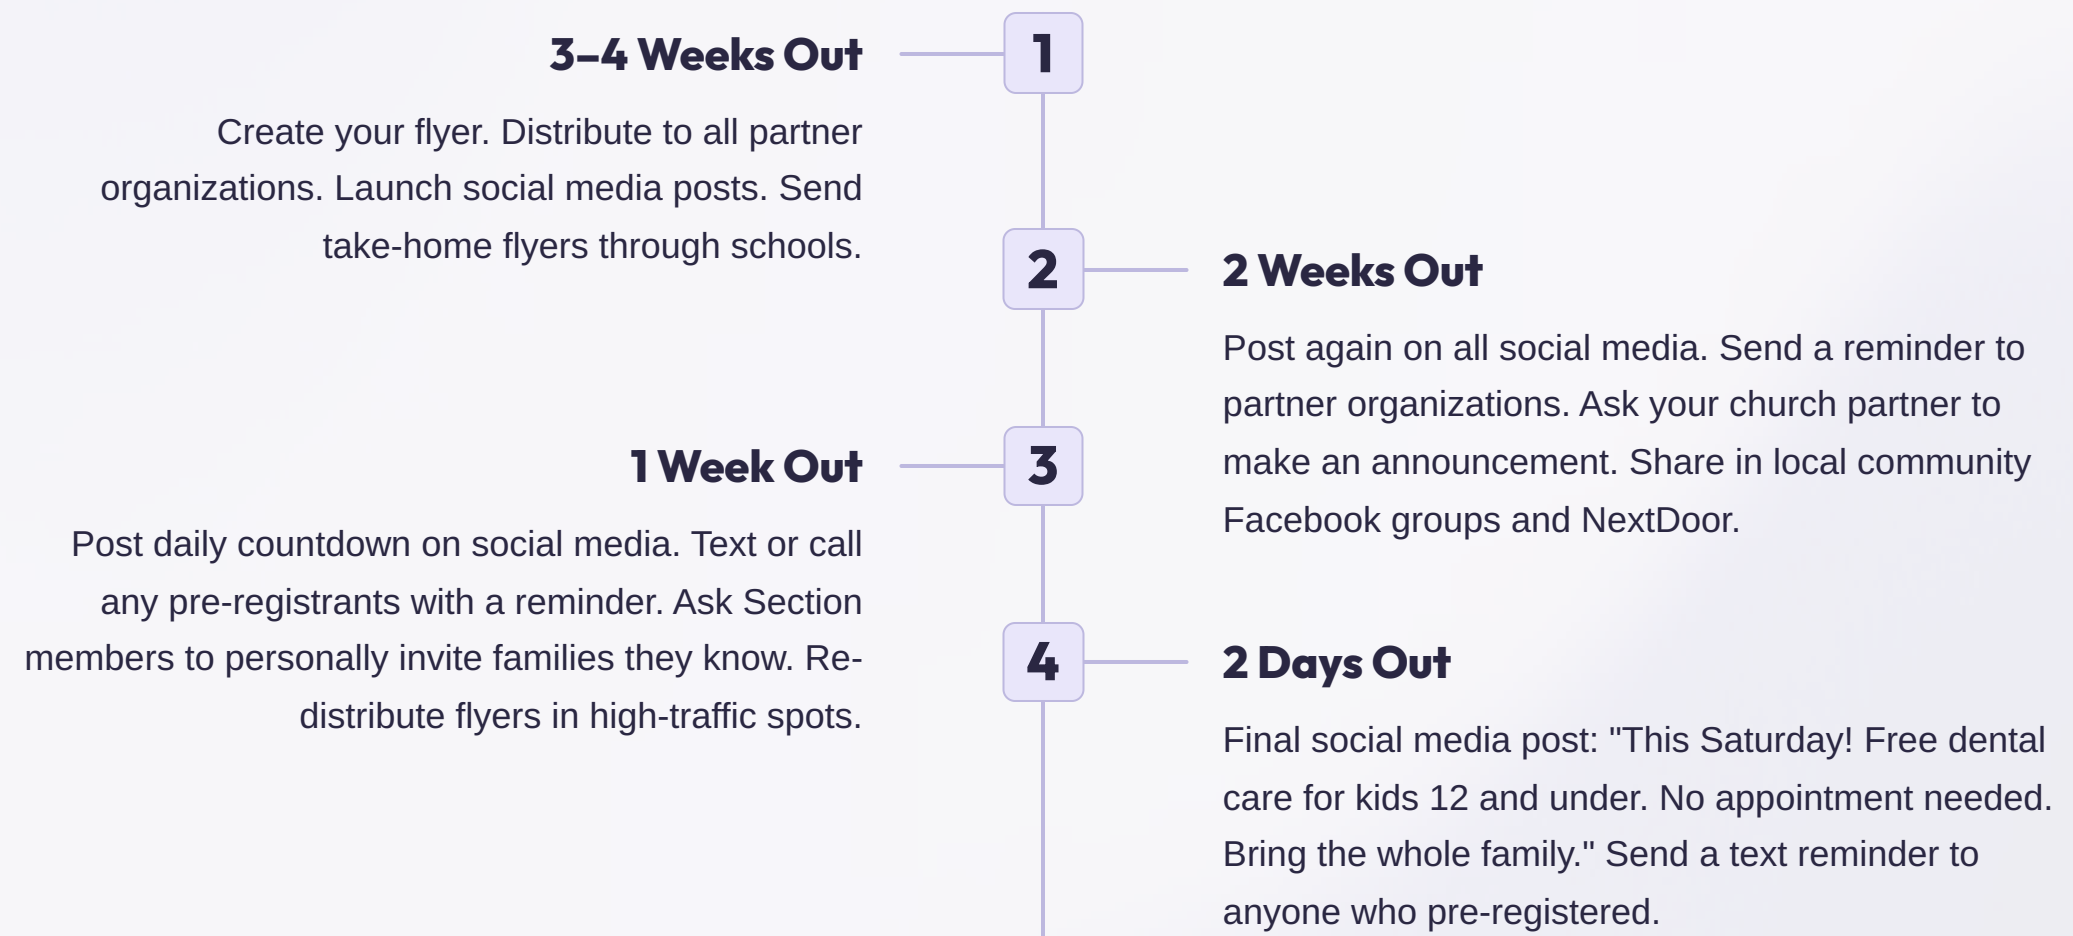 1
3–4 Weeks Out
Create your flyer. Distribute to all partner
organizations. Launch social media posts. Send
take-home flyers through schools.
2
2 Weeks Out
Post again on all social media. Send a reminder to
partner organizations. Ask your church partner to
make an announcement. Share in local community
Facebook groups and NextDoor.
3
1 Week Out
Post daily countdown on social media. Text or call
any pre-registrants with a reminder. Ask Section
members to personally invite families they know. Re-
distribute flyers in high-traffic spots.
4
2 Days Out
Final social media post: "This Saturday! Free dental
care for kids 12 and under. No appointment needed.
Bring the whole family." Send a text reminder to
anyone who pre-registered.